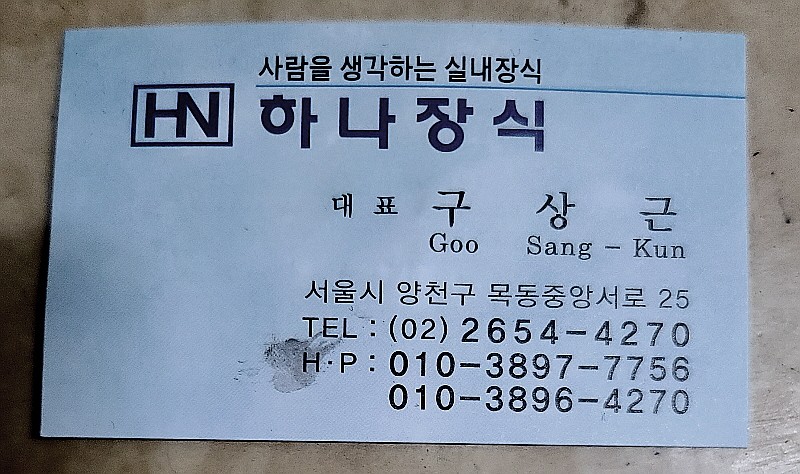 사람을 생각하는 실내장식
HN 하나장식
대표 구상근
Goo Sang - Kun
서울시 양천구 목동중앙서로 25
TEL : (02) 2654-4270
H·P : 010-3897-7756
010-3896-4270